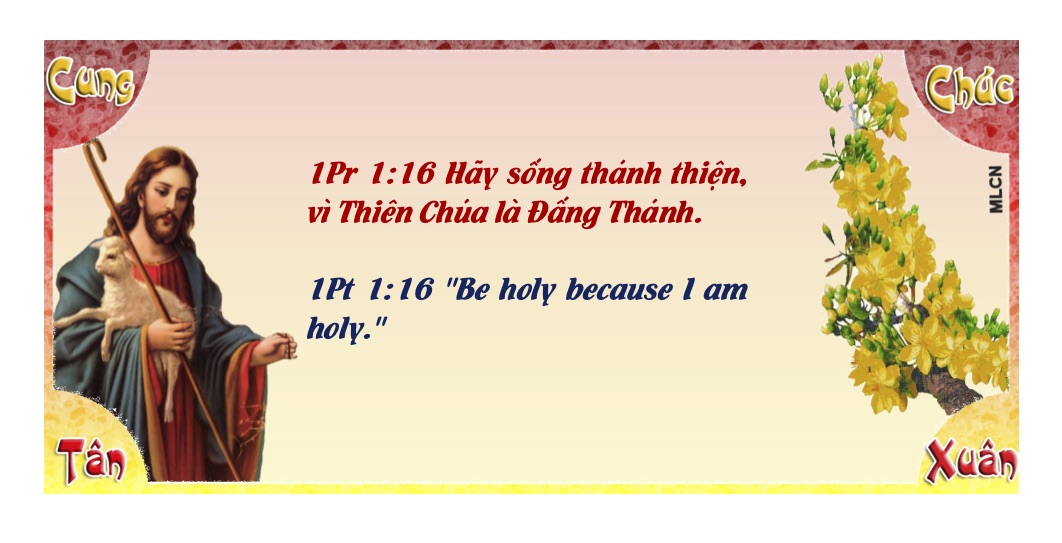 Cung
Chúc
1Pr 1:16 Hãy sống thánh thiện,
vì Thiên Chúa là Đấng Thánh.
1Pt 1:16 "Be holy because I am
holy."
MLCN
Tân
Xuân